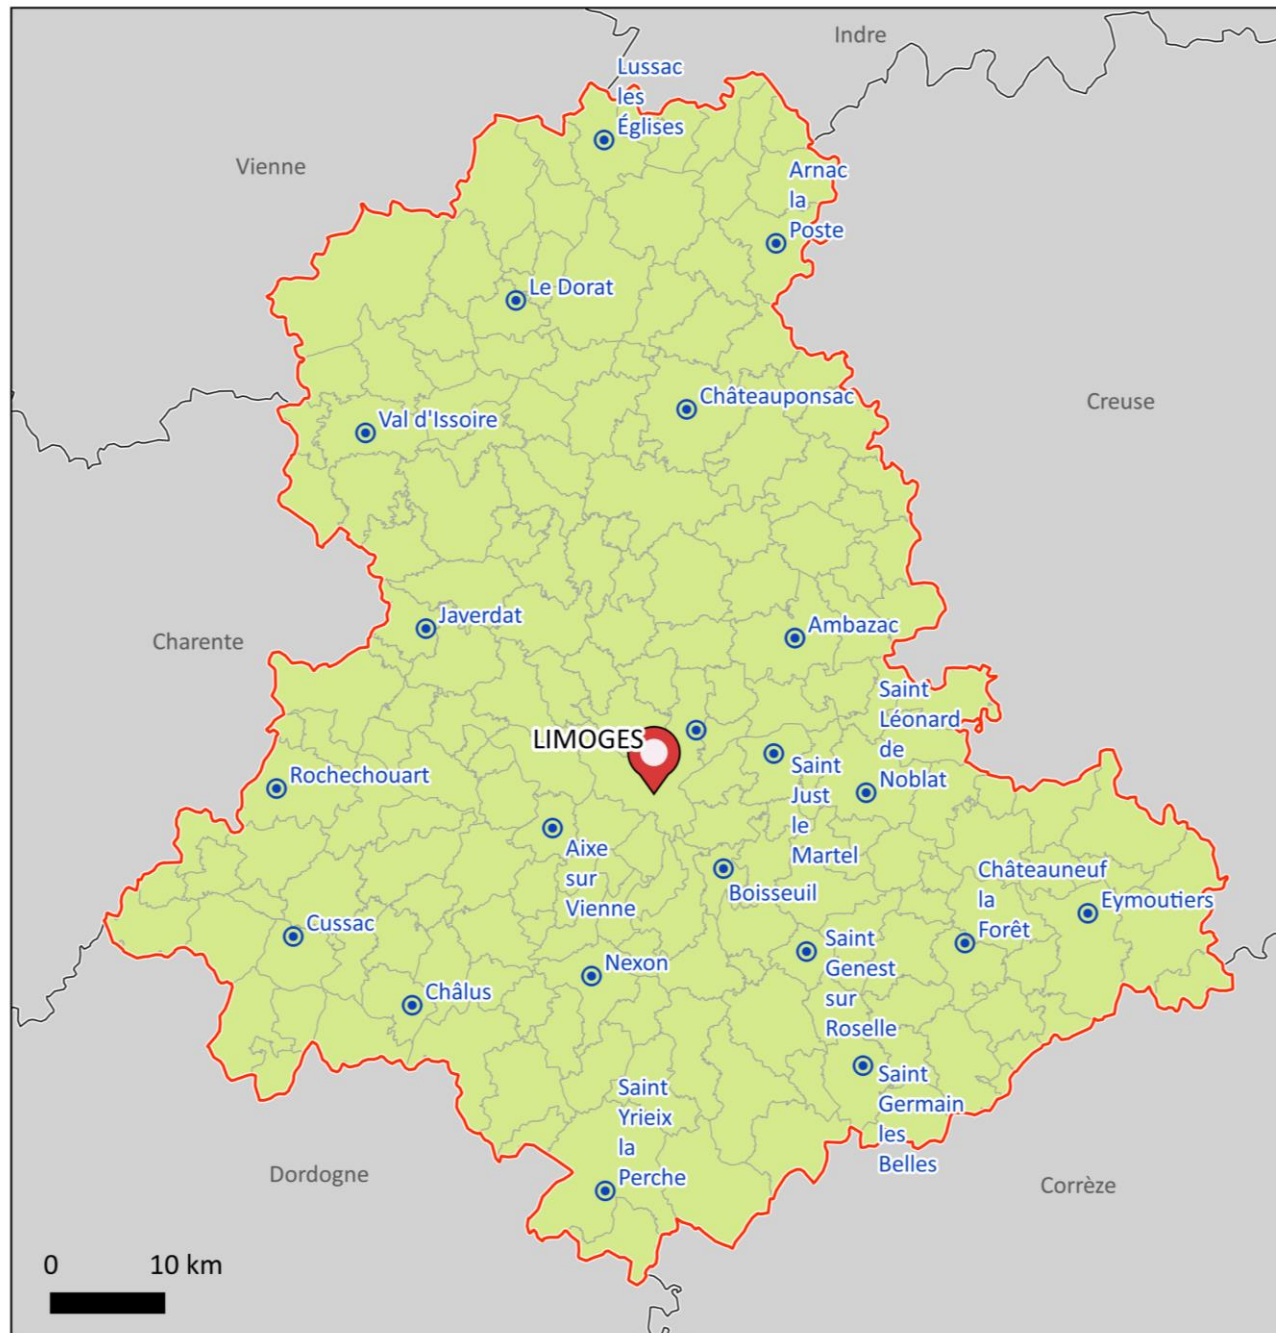 Indre
Lussac
les
Églises
Vienne
Arnac
la
Poste
Le Dorat
Châteauponsac
Creuse
Val d'Issoire
Javerdat
Ambazac
Charente
Saint
Léonard
de
Noblat
LIMOGES
Rochechouart
Saint
Just
le
Martel
Aixe
sur
Vienne
Boisseuil
Châteauneuf
la
Forêt
Eymoutiers
Cussac
Saint
Genest
sur
Roselle
Nexon
Châlus
Saint
Germain
les
Belles
Saint
Yrieix
la
Perche
Dordogne
Corrèze
0 10 km